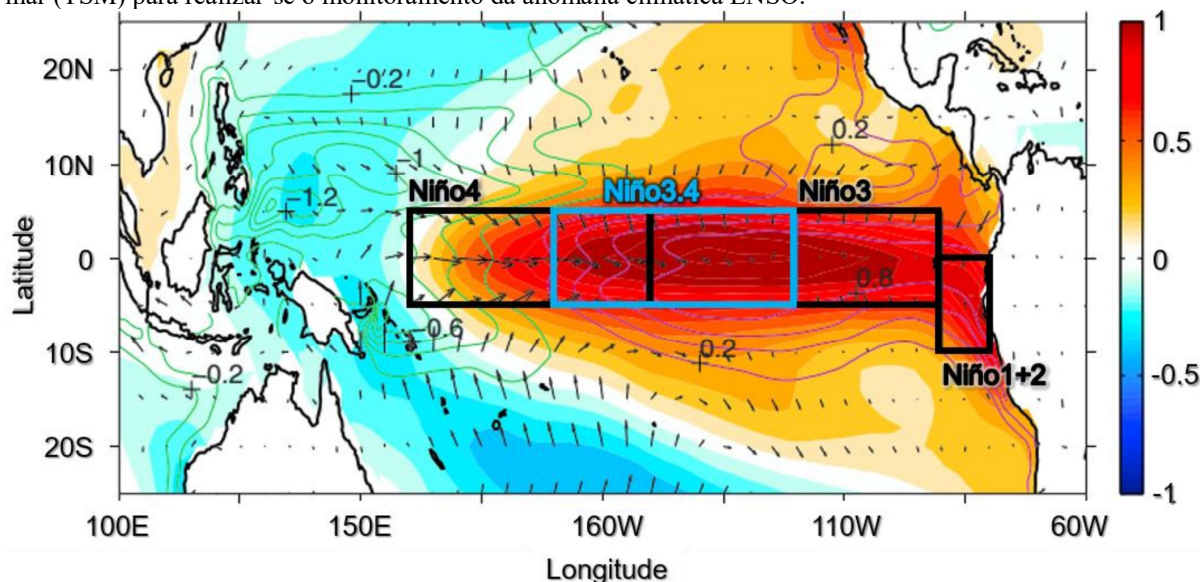 mar (TSM) para realizar-se o monitoramento da anomalia climática ENSO.
20N
10N
0
10S
20S
Latitude
-0.2
-1
-1.2
-0.6
-0.2
0.2
0.8
0.2
Niño4
Niño3.4
Niño3
Niño1+2
100E
150E
160W
110W
60W
Longitude
1
0.5
0
-0.5
-1